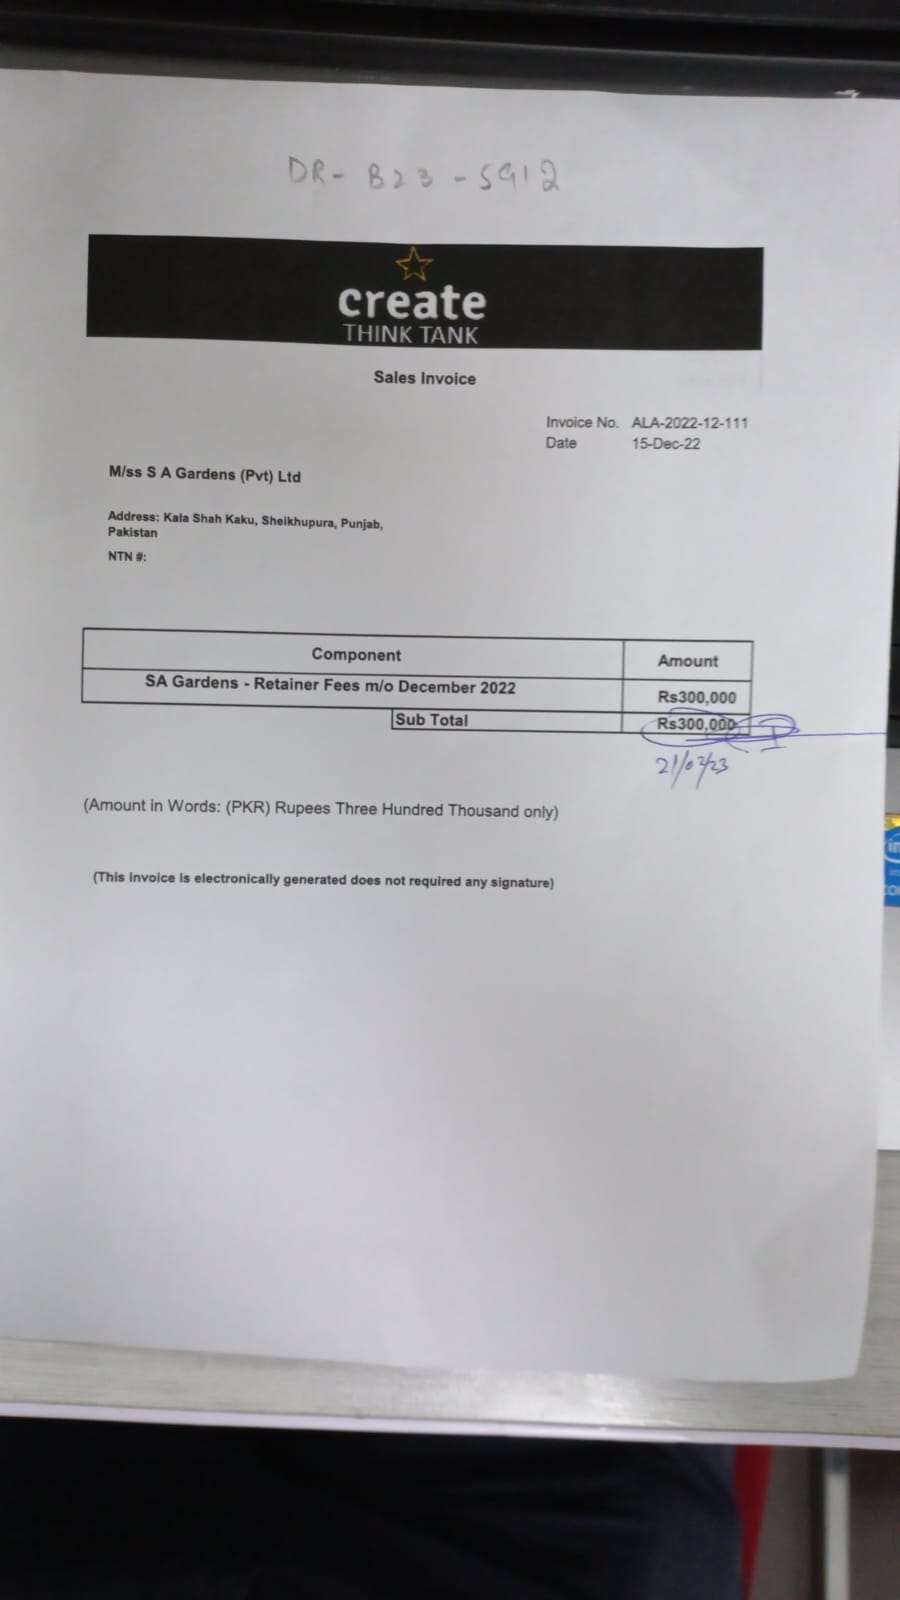 DR- B23 - 5912
create
THINK TANK
Sales Invoice
Invoice No. ALA-2022-12-111
Date 15-Dec-22
M/ss S A Gardens (Pvt) Ltd
Address: Kala Shah Kaku, Sheikhupura, Punjab,
Pakistan
NTN #:
Component Amount
SA Gardens - Retainer Fees m/o December 2022 Rs300,000
Sub Total Rs300,000
21/02/23
(Amount in Words: (PKR) Rupees Three Hundred Thousand only)
(This invoice is electronically generated does not required any signature)